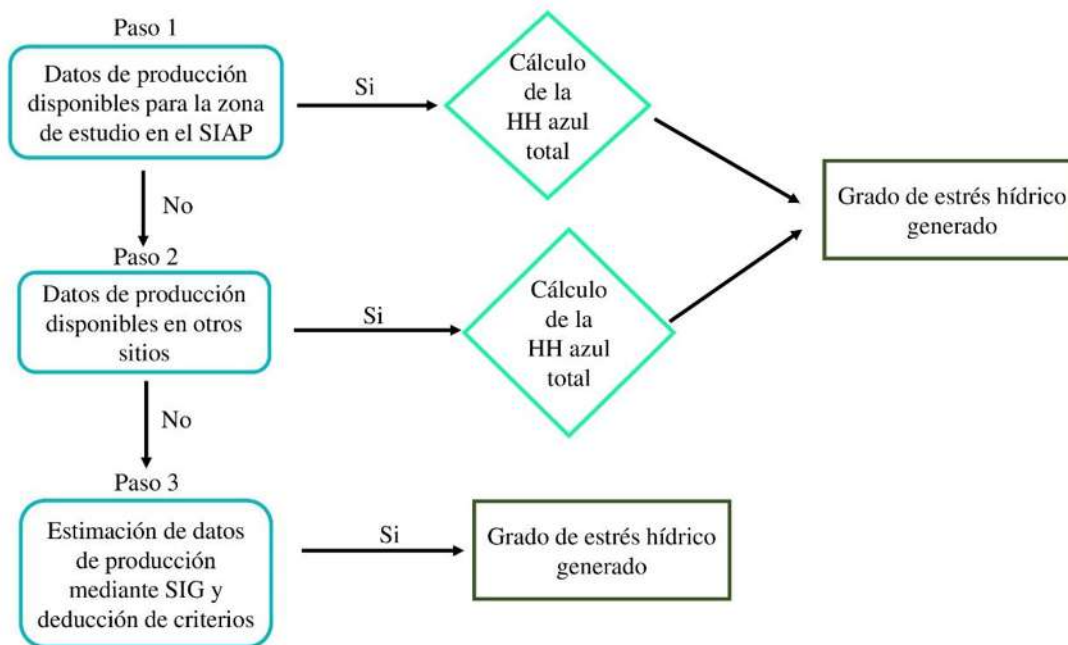 Paso 1
Datos de producción
disponibles para la zona
de estudio en el SIAP
Si
Cálculo
de la
HH azul
total
Grado de estrés hídrico
generado
No
Paso 2
Datos de producción
disponibles en otros
sitios
Si
Cálculo
de la
HH azul
total
No
Paso 3
Estimación de datos
de producción
mediante SIG y
deducción de criterios
Si
Grado de estrés hídrico
generado